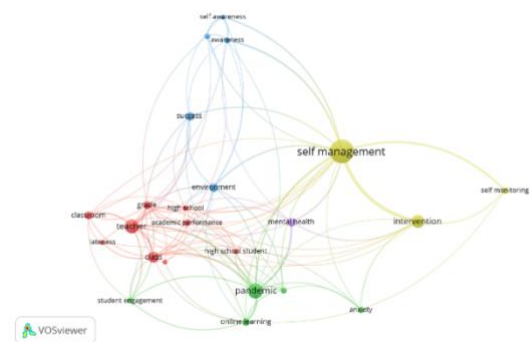 self awareness
awareness
success
self management
environment
self monitoring
grade
high school
classroom
academic performance
teacher
mental health
intervention
lateness
high school student
class
pandemic
student engagement
anxiety
online learning
VOSviewer